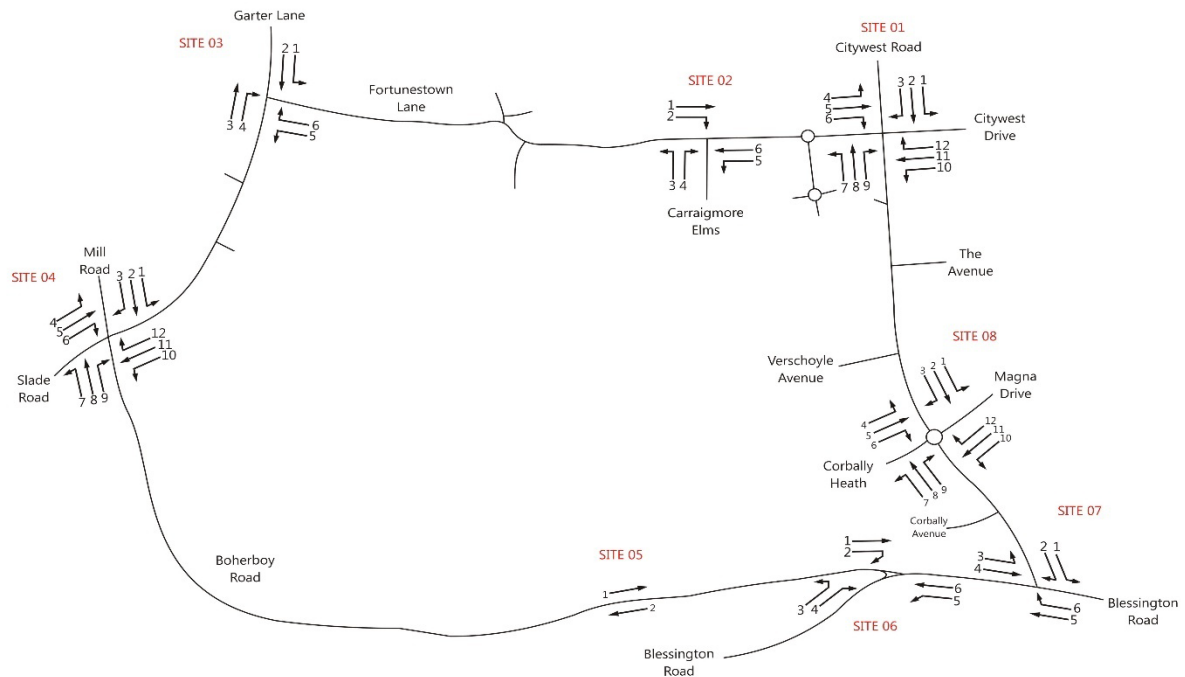 Garter Lane
SITE 03
2 1
3 4
6
5
Fortunestown
Lane
SITE 02
1
2
3 4
6
5
Carraigmore
Elms
SITE 01
Citywest Road
3 2 1
4
5
6
Citywest
Drive
12
11
10
7 8 9
The
Avenue
Mill
Road
SITE 04
3 2 1
4
5
6
12
11
10
Slade
Road
7 8 9
Verschoyle
Avenue
SITE 08
3 2 1
Magna
Drive
4
5
6
12
11
10
Corbally
Heath
7 8 9
Corbally
Avenue
SITE 07
2 1
3
4
6
5
Blessington
Road
Boherboy
Road
SITE 05
1
2
1
2
3 4
6
5
SITE 06
Blessington
Road